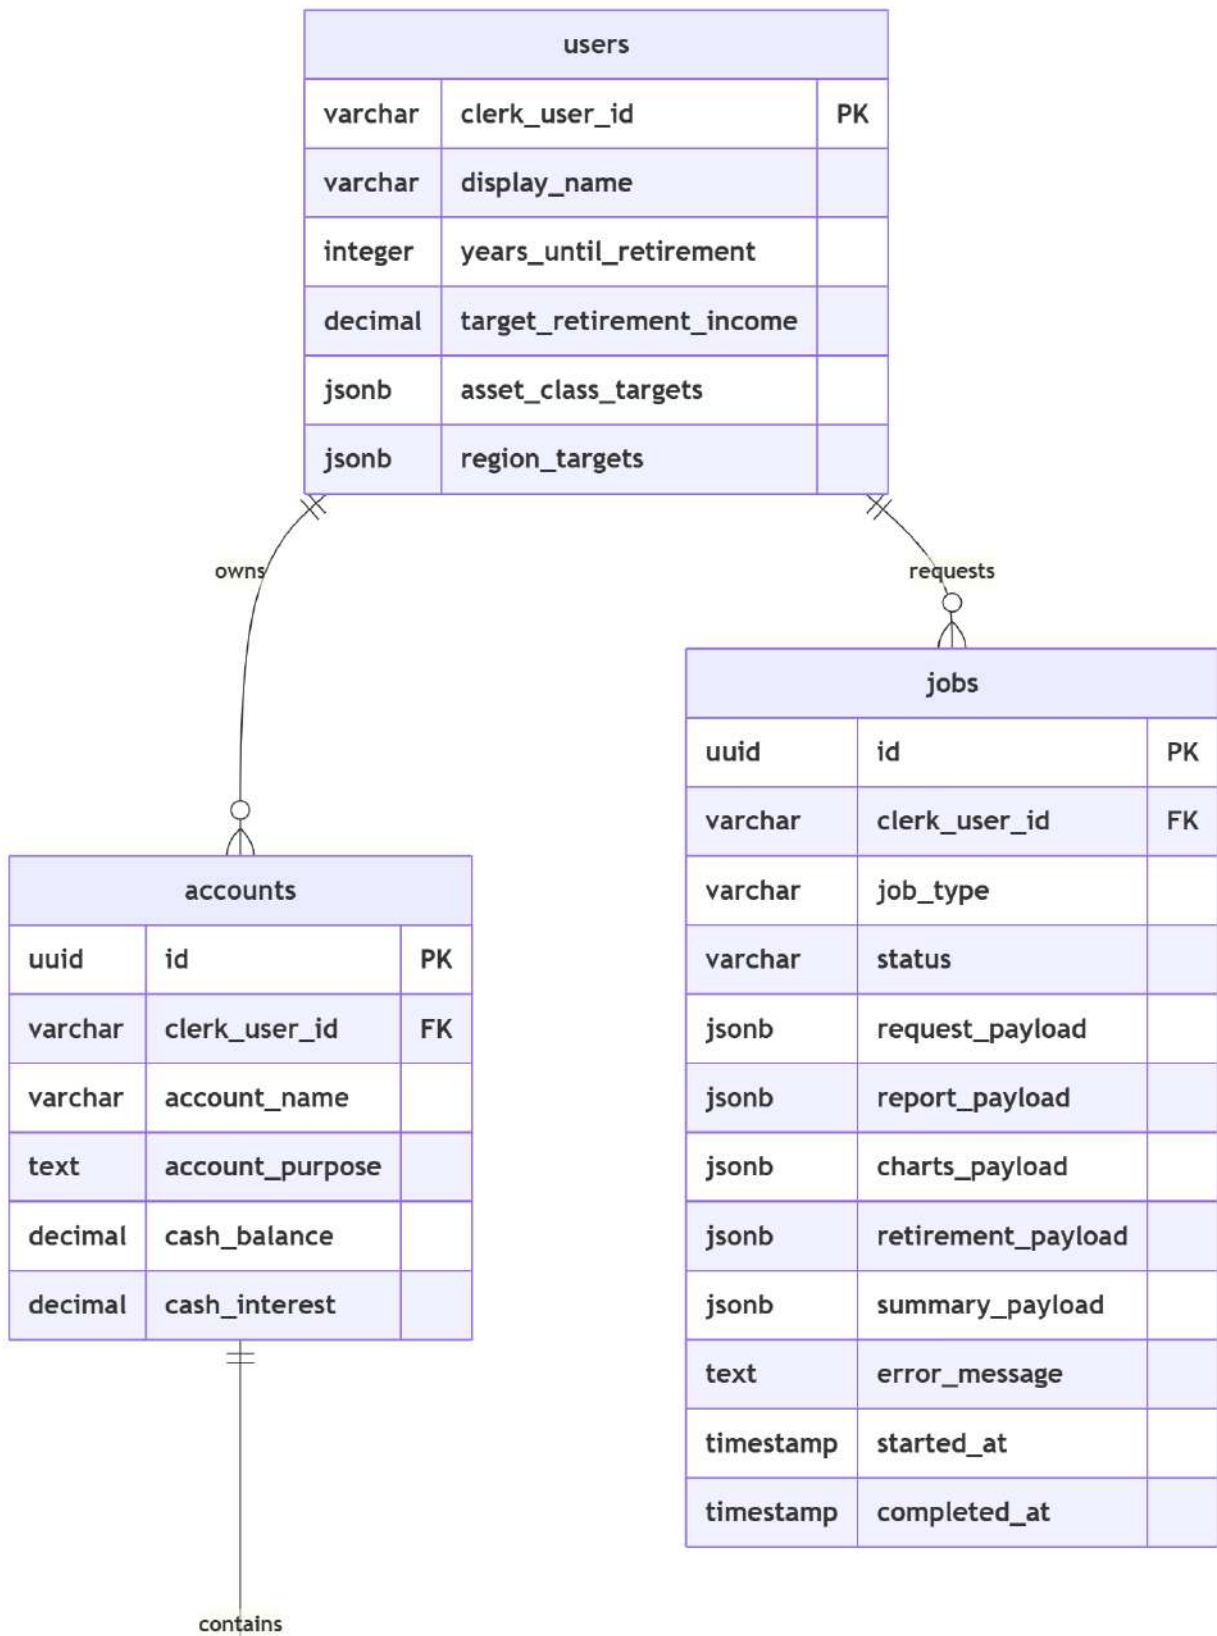 users
varchar clerk_user_id PK
varchar display_name
integer years_until_retirement
decimal target_retirement_income
jsonb asset_class_targets
jsonb region_targets
owns
requests
jobs
uuid id PK
varchar clerk_user_id FK
varchar job_type
varchar status
jsonb request_payload
jsonb report_payload
jsonb charts_payload
jsonb retirement_payload
jsonb summary_payload
text error_message
timestamp started_at
timestamp completed_at
accounts
uuid id PK
varchar clerk_user_id FK
varchar account_name
text account_purpose
decimal cash_balance
decimal cash_interest
contains